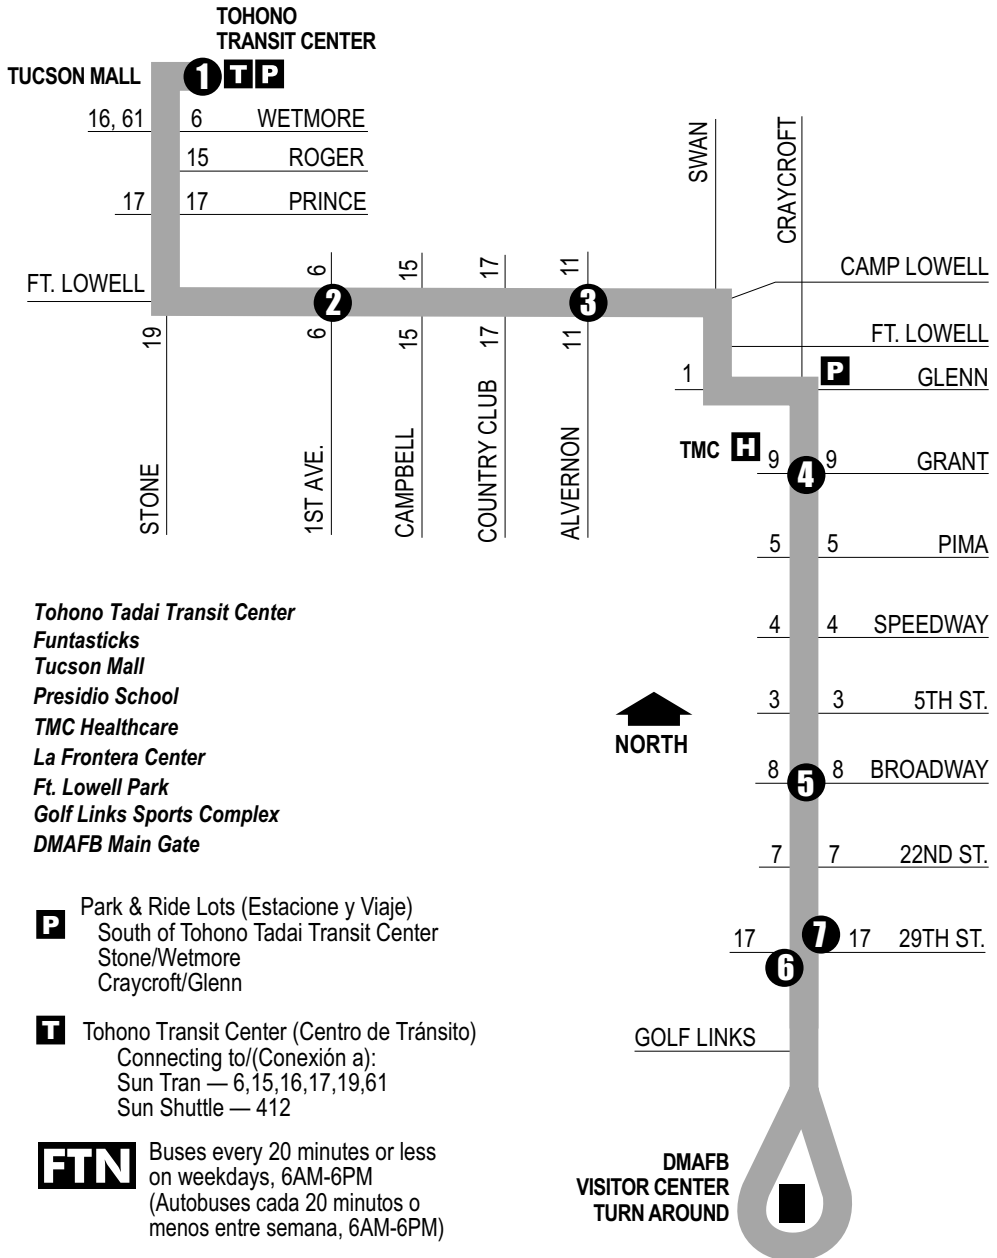 TOHONO
TRANSIT CENTER
TUCSON MALL
1 T P
16, 61 6 WETMORE
15 ROGER
17 17 PRINCE
SWAN
CRAYCROFT
FT. LOWELL
6
15
17
11
CAMP LOWELL
2
3
19
6
15
17
11
FT. LOWELL
STONE
1ST AVE.
CAMPBELL
COUNTRY CLUB
ALVERNON
1 P GLENN
TMC H 9 4 9 GRANT
5 5 PIMA
4 4 SPEEDWAY
3 3 5TH ST.
8 5 8 BROADWAY
7 7 22ND ST.
17 6 7 17 29TH ST.
GOLF LINKS
DMAFB
VISITOR CENTER
TURN AROUND
NORTH
Tohono Tadai Transit Center
Funtasticks
Tucson Mall
Presidio School
TMC Healthcare
La Frontera Center
Ft. Lowell Park
Golf Links Sports Complex
DMAFB Main Gate
P Park & Ride Lots (Estacione y Viaje)
South of Tohono Tadai Transit Center
Stone/Wetmore
Craycroft/Glenn
T Tohono Transit Center (Centro de Tránsito)
Connecting to/(Conexión a):
Sun Tran — 6,15,16,17,19,61
Sun Shuttle — 412
FTN Buses every 20 minutes or less
on weekdays, 6AM-6PM
(Autobuses cada 20 minutos o
menos entre semana, 6AM-6PM)